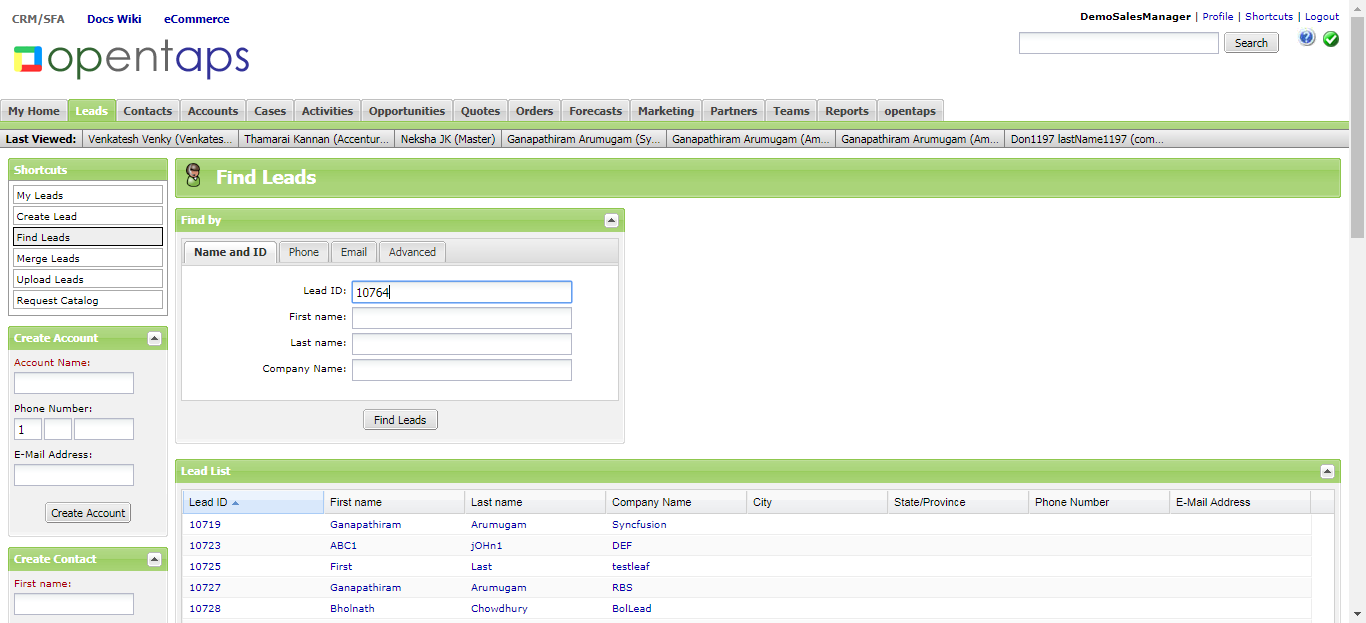 CRM/SFA Docs Wiki eCommerce
DemoSalesManager | Profile | Shortcuts | Logout
opentaps
Search
My Home Leads Contacts Accounts Cases Activities Opportunities Quotes Orders Forecasts Marketing Partners Teams Reports opentaps
Last Viewed: Venkatesh Venky (Venkates... Thamarai Kannan (Accentur... Neksha JK (Master) Ganapathiram Arumugam (Sy... Ganapathiram Arumugam (Am... Ganapathiram Arumugam (Am... Don1197 lastName1197 (com...
Shortcuts
My Leads
Create Lead
Find Leads
Merge Leads
Upload Leads
Request Catalog
Create Account
Account Name:
Phone Number:
1
E-Mail Address:
Create Account
Create Contact
First name:
Find Leads
Find by
Name and ID Phone Email Advanced
Lead ID: 10764
First name:
Last name:
Company Name:
Find Leads
Lead List
Lead ID First name Last name Company Name City State/Province Phone Number E-Mail Address
10719 Ganapathiram Arumugam Syncfusion
10723 ABC1 jOHn1 DEF
10725 First Last testleaf
10727 Ganapathiram Arumugam RBS
10728 Bholnath Chowdhury BolLead